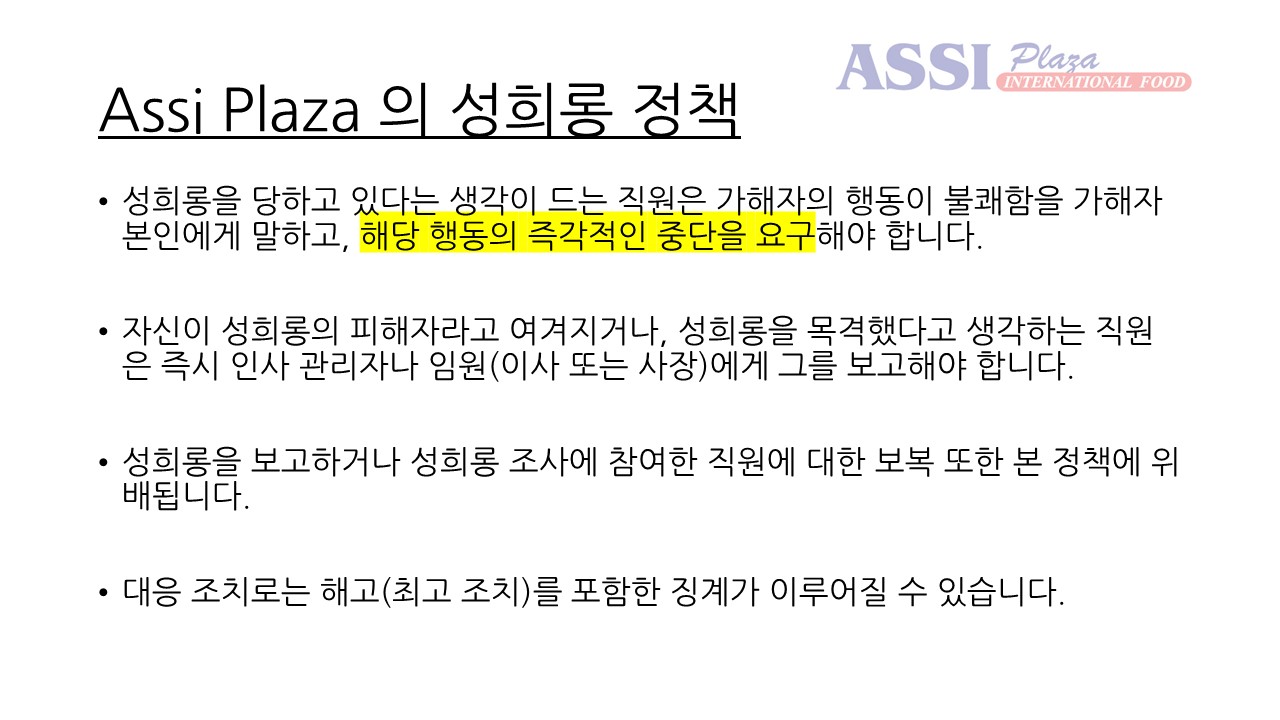 ASSI Plaza
INTERNATIONAL FOOD
Assi Plaza 의 성희롱 정책
• 성희롱을 당하고 있다는 생각이 드는 직원은 가해자의 행동이 불쾌함을 가해자
본인에게 말하고, 해당 행동의 즉각적인 중단을 요구해야 합니다.
• 자신이 성희롱의 피해자라고 여겨지거나, 성희롱을 목격했다고 생각하는 직원
은 즉시 인사 관리자나 임원(이사 또는 사장)에게 그를 보고해야 합니다.
• 성희롱을 보고하거나 성희롱 조사에 참여한 직원에 대한 보복 또한 본 정책에 위
배됩니다.
• 대응 조치로는 해고(최고 조치)를 포함한 징계가 이루어질 수 있습니다.